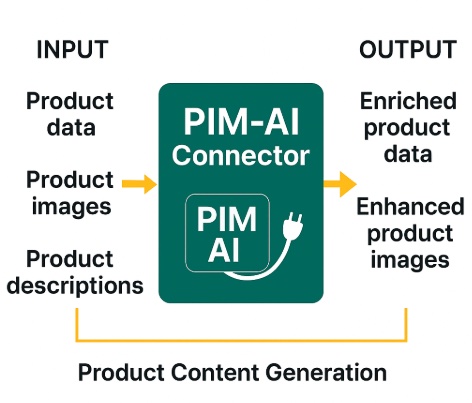 INPUT
Product
data
Product
images
Product
descriptions
PIM-AI
Connector
PIM
AI
OUTPUT
Enriched
product
data
Enhanced
product
images
Product Content Generation